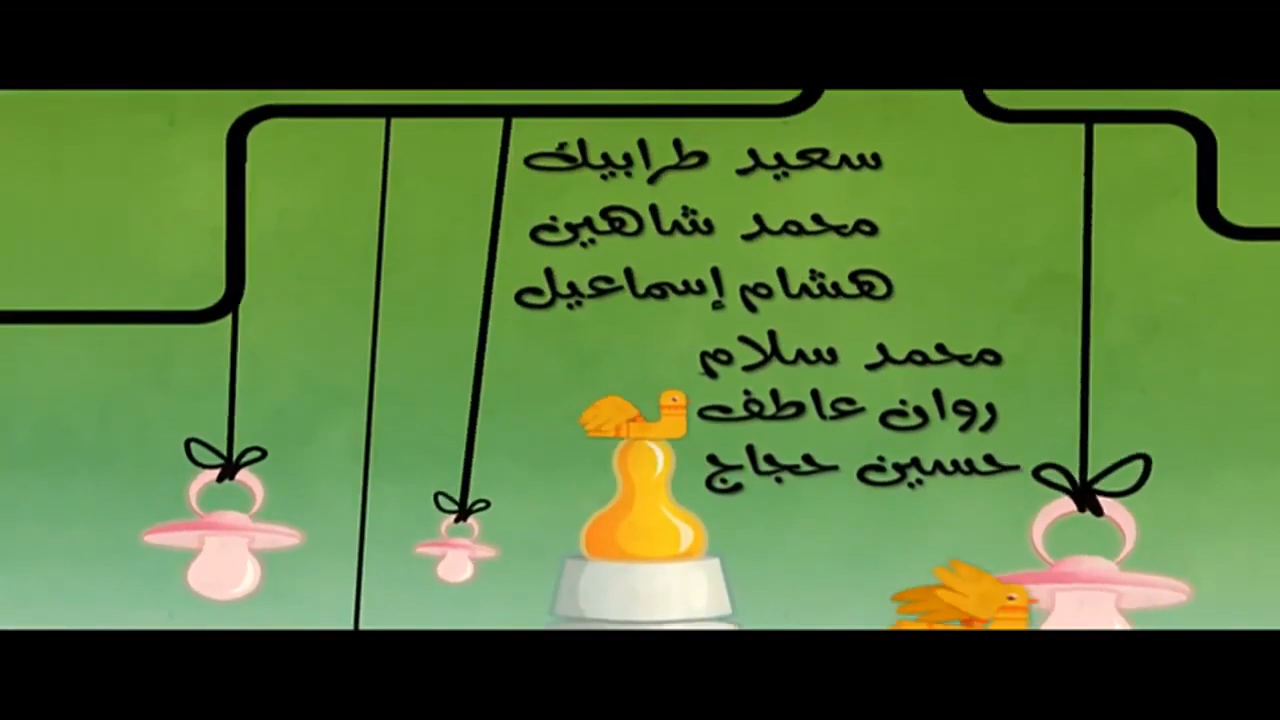 سعيد طرابيك
محمد شاهين
هشام إسماعيل
محمد سلام
روان عاطف
حسين حجاج